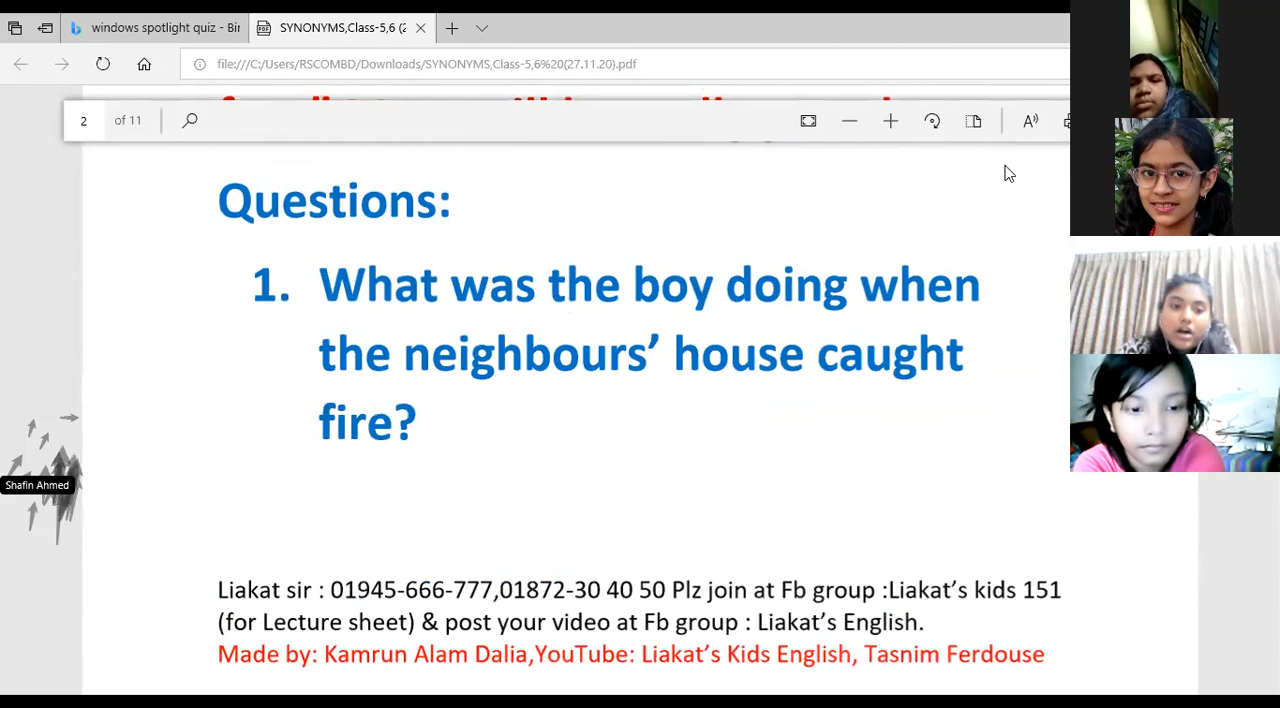 windows spotlight quiz - Bir
SYNONYMS,Class-5,6 (2
file:///C:/Users/RSCOMBD/Downloads/SYNONYMS,Class-5,6%20(27.11.20).pdf
2 of 11
Questions:
1. What was the boy doing when
the neighbours’ house caught
fire?
Shafin Ahmed
Liakat sir : 01945-666-777,01872-30 40 50 Plz join at Fb group :Liakat’s kids 151
(for Lecture sheet) & post your video at Fb group : Liakat’s English.
Made by: Kamrun Alam Dalia,YouTube: Liakat’s Kids English, Tasnim Ferdouse